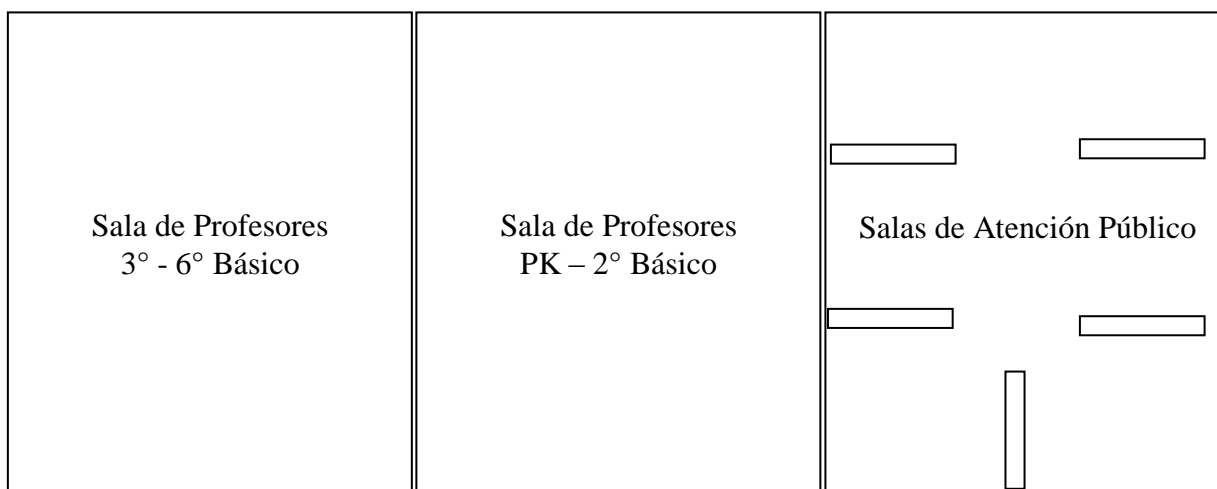 Sala de Profesores
3° - 6° Básico
Sala de Profesores
PK – 2° Básico
Salas de Atención Público